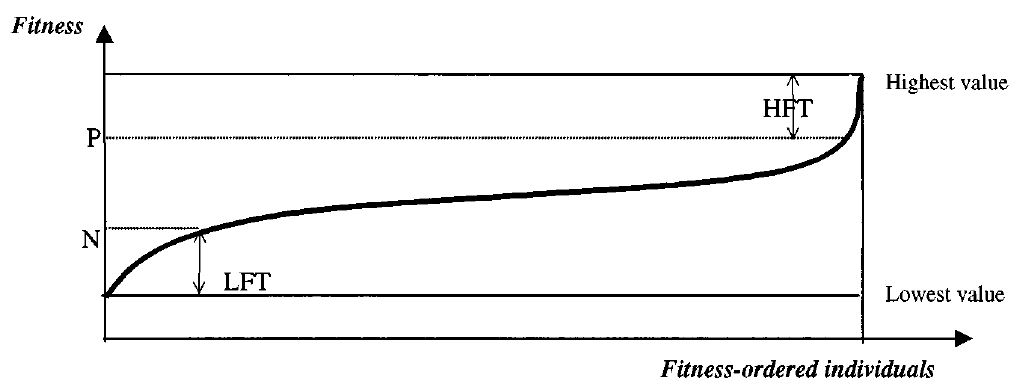 Fitness
Highest value
HFT
P
N
LFT
Lowest value
Fitness-ordered individuals